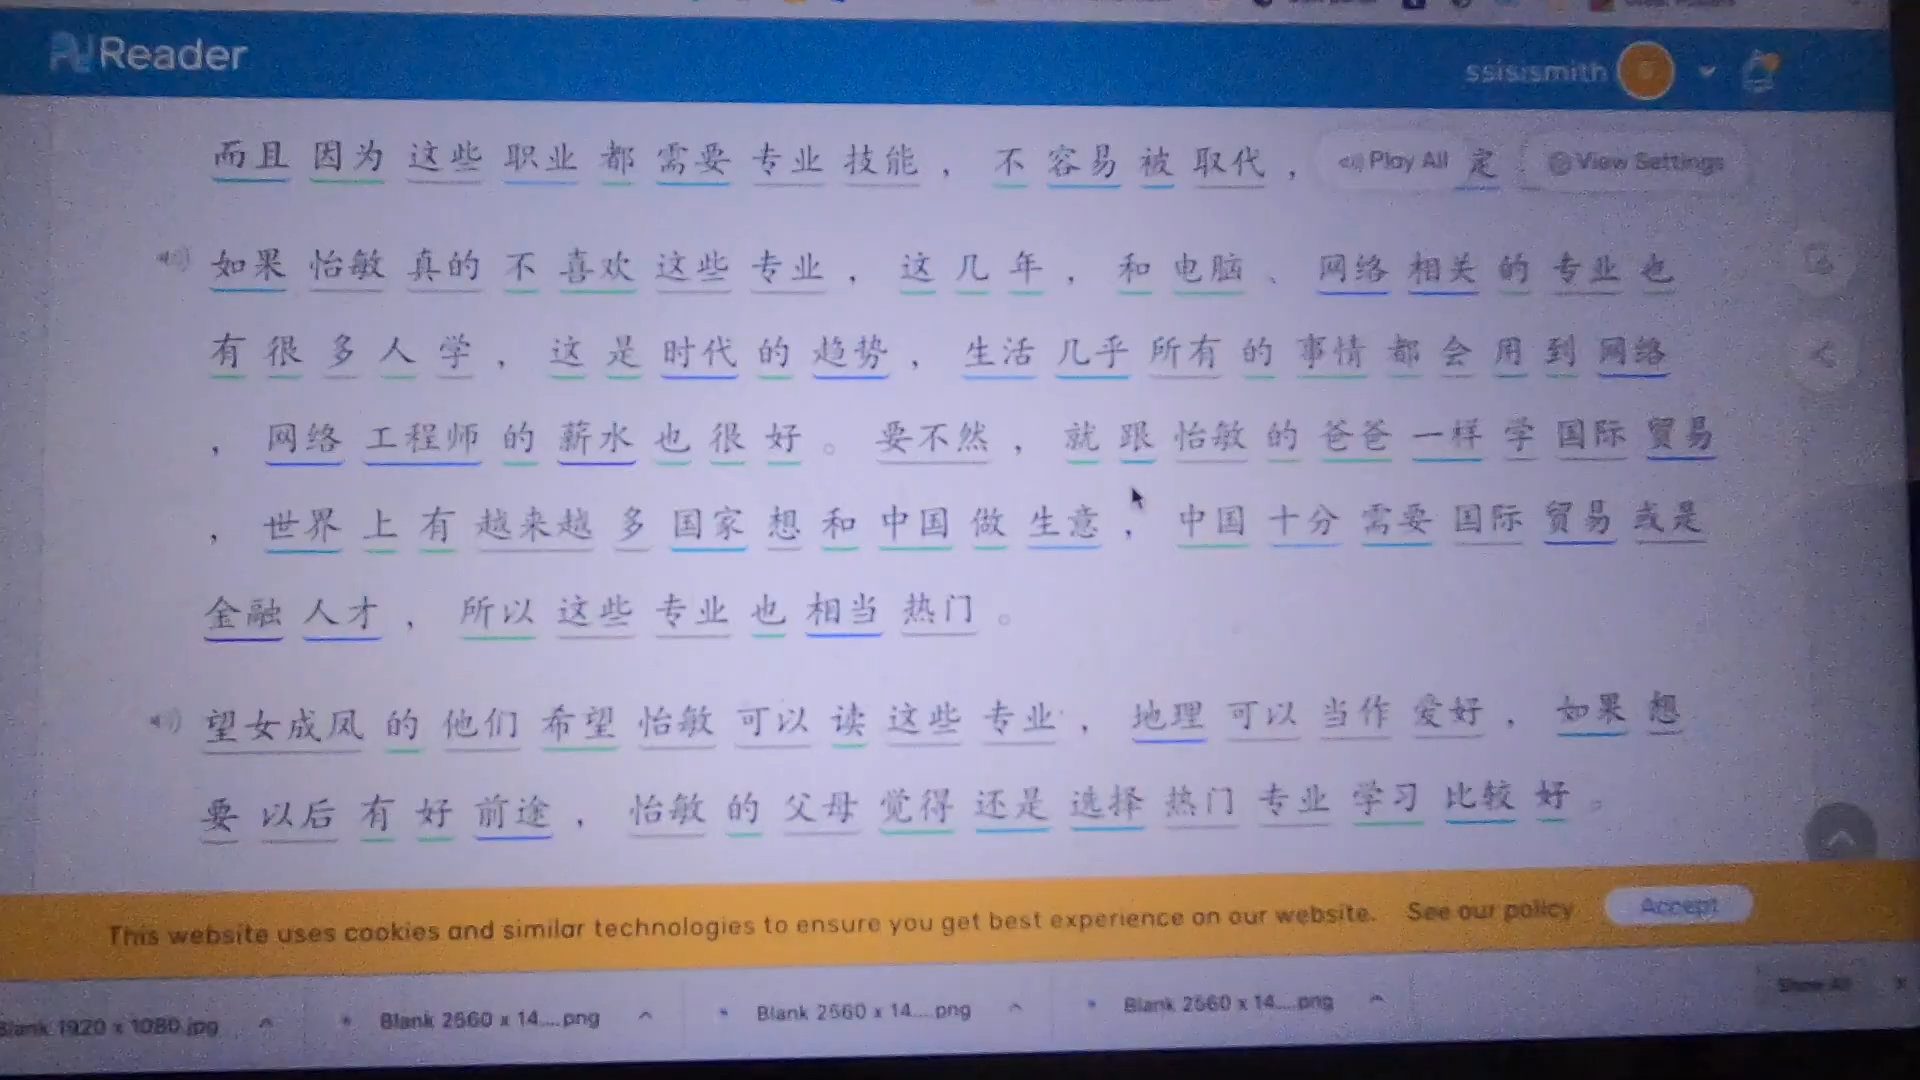 Reader
ssisismith
而且 因为 这些 职业 都 需要 专业 技能 , 不 容易 被 取代 , Play All 定 View Settings
如果 怡敏 真的 不 喜欢 这些 专业 , 这 几 年 , 和 电脑 、 网络 相关 的 专业 也
有 很 多 人 学 , 这 是 时代 的 趋势 , 生活 几乎 所有 的 事情 都 会 用 到 网络
, 网络 工程师 的 薪水 也 很 好 。 要不然 , 就 跟 怡敏 的 爸爸 一样 学 国际 贸易
, 世界 上 有 越来越 多 国家 想 和 中国 做 生意 , 中国 十分 需要 国际 贸易 或是
金融 人才 , 所以 这些 专业 也 相当 热门 。
望女成凤 的 他们 希望 怡敏 可以 读 这些 专业 , 地理 可以 当作 爱好 , 如果 想
要 以后 有 好 前途 , 怡敏 的 父母 觉得 还是 选择 热门 专业 学习 比较 好 。
This website uses cookies and similar technologies to ensure you get best experience on our website. See our policy Accept
Blank 1920 x 1080.jpg Blank 2560 x 14....png Blank 2560 x 14....png Blank 2560 x 14....png Show All